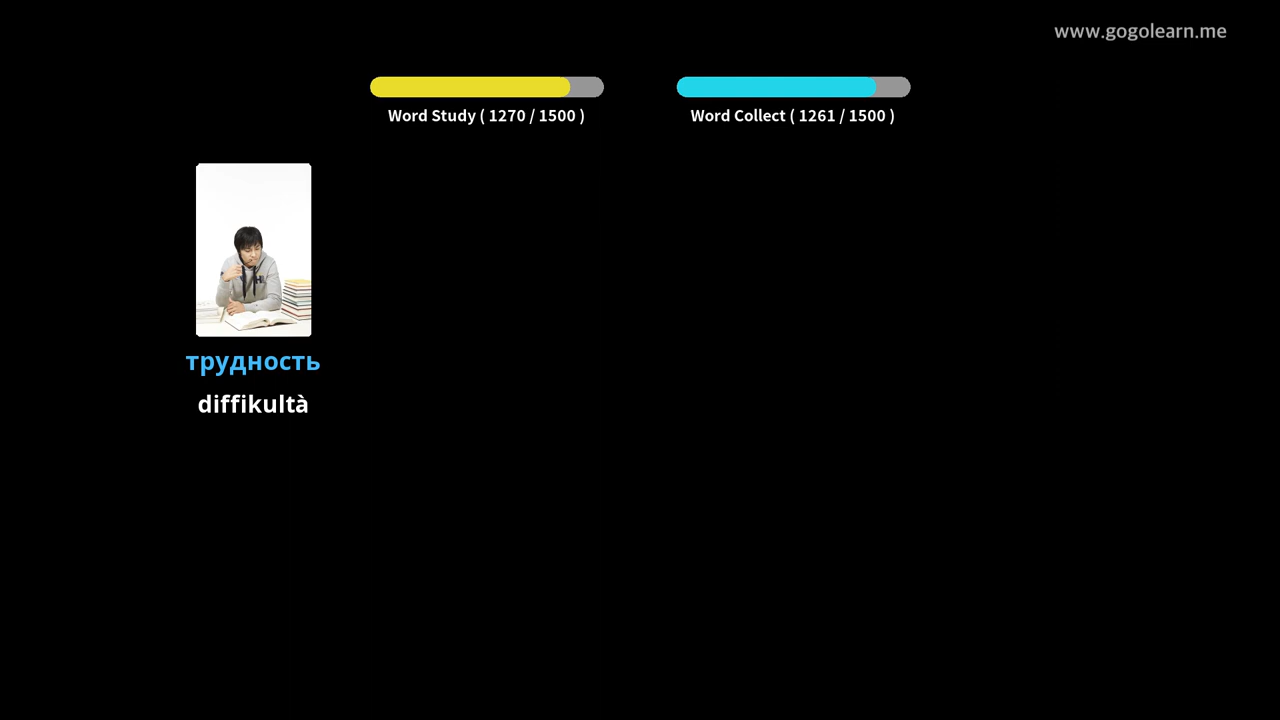 www.gogolearn.me
Word Study ( 1270 / 1500 )
Word Collect ( 1261 / 1500 )
трудность
diffikultà